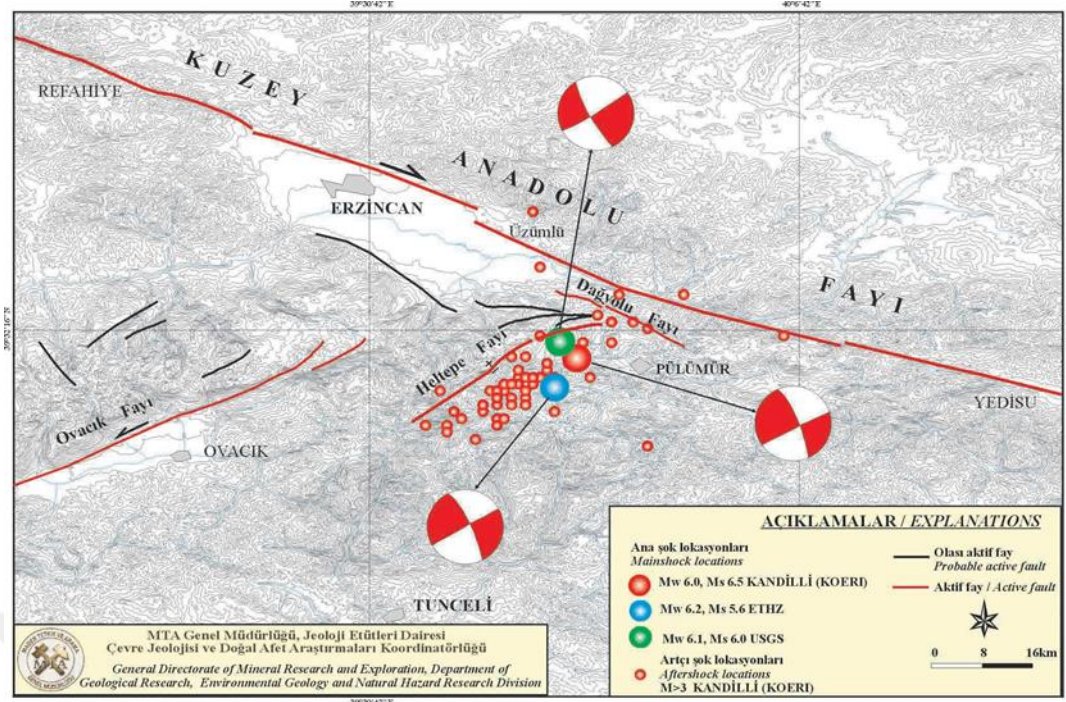 39°30'42"E
40°6'42"E
KUZEY
REFAHİYE
ANADOLU
ERZİNCAN
Üzümlü
FAYI
Dağyolu Fayı
39°32'16"N
Heltepe Fayı
PÜLÜMÜR
YEDİSU
Ovacık Fayı
OVACIK
TUNCELİ
AÇIKLAMALAR / EXPLANATIONS
Ana şok lokasyonları
Mainshock locations
Mw 6.0, Ms 6.5 KANDİLLİ (KOERI)
Mw 6.2, Ms 5.6 ETHZ
Mw 6.1, Ms 6.0 USGS
Artçı şok lokasyonları
Aftershock locations
M>3 KANDİLLİ (KOERI)
Olası aktif fay
Probable active fault
Aktif fay / Active fault
0 8 16km
MTA Genel Müdürlüğü, Jeoloji Etütleri Dairesi
Çevre Jeolojisi ve Doğal Afet Araştırmaları Koordinatörlüğü
General Directorate of Mineral Research and Exploration, Department of
Geological Research, Environmental Geology and Natural Hazard Research Division